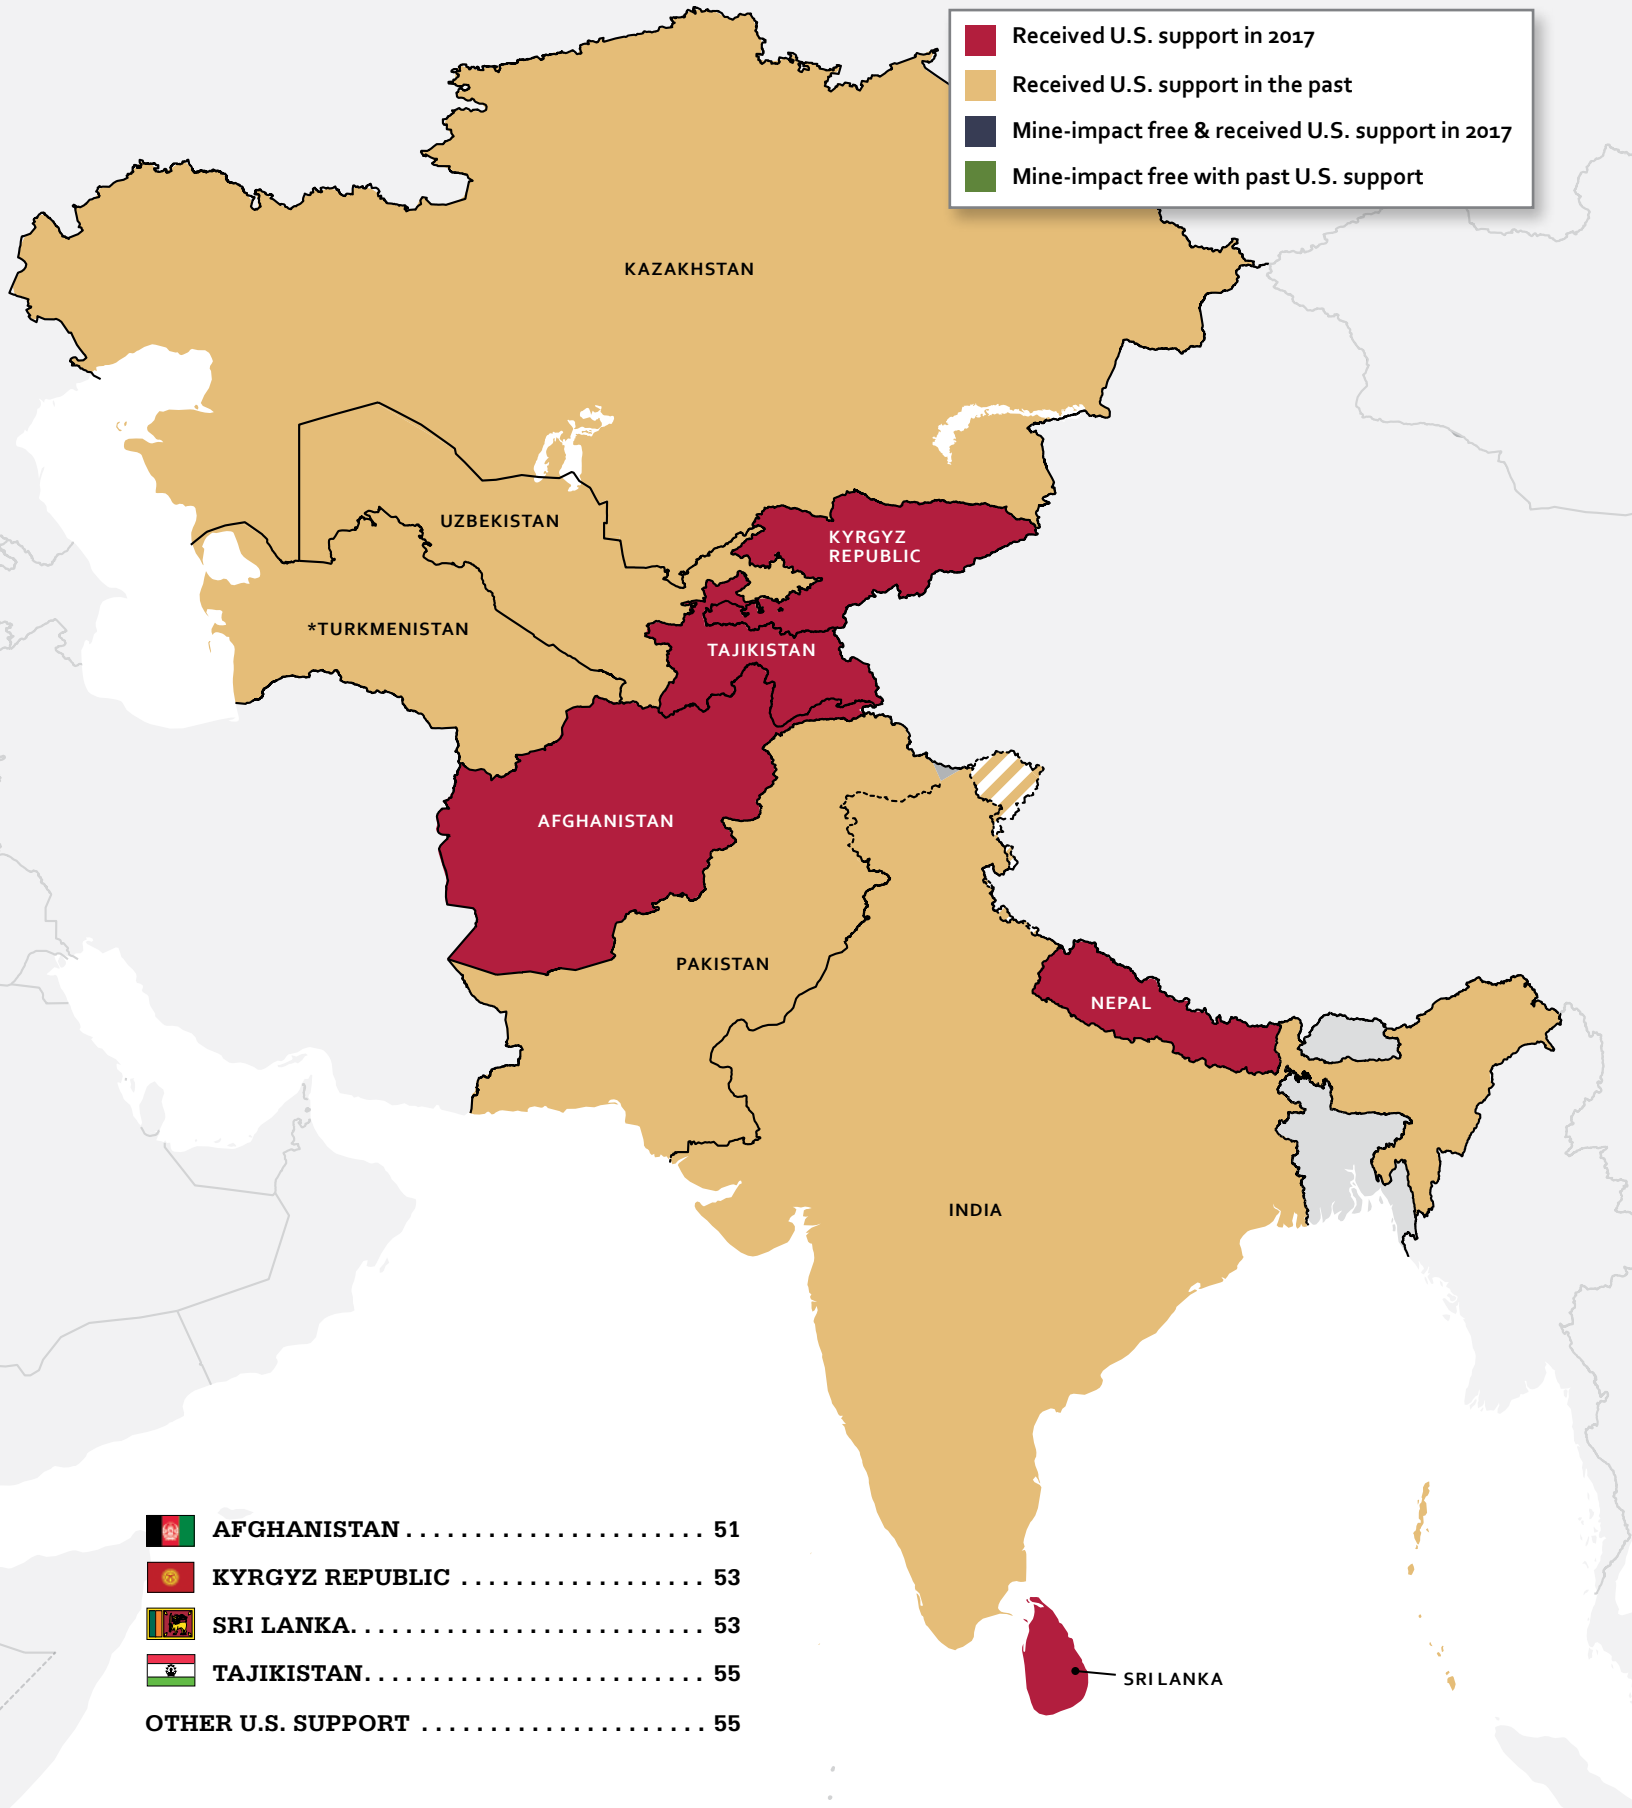 Received U.S. support in 2017
Received U.S. support in the past
Mine-impact free & received U.S. support in 2017
Mine-impact free with past U.S. support
KAZAKHSTAN
UZBEKISTAN
KYRGYZ
REPUBLIC
*TURKMENISTAN
TAJIKISTAN
AFGHANISTAN
PAKISTAN
NEPAL
INDIA
SRI LANKA
AFGHANISTAN . . . . . . . . . . . . . . . . . . . . . . 51
KYRGYZ REPUBLIC . . . . . . . . . . . . . . . . . . 53
SRI LANKA. . . . . . . . . . . . . . . . . . . . . . . . . . 53
TAJIKISTAN. . . . . . . . . . . . . . . . . . . . . . . . . 55
OTHER U.S. SUPPORT . . . . . . . . . . . . . . . . . . . . . 55